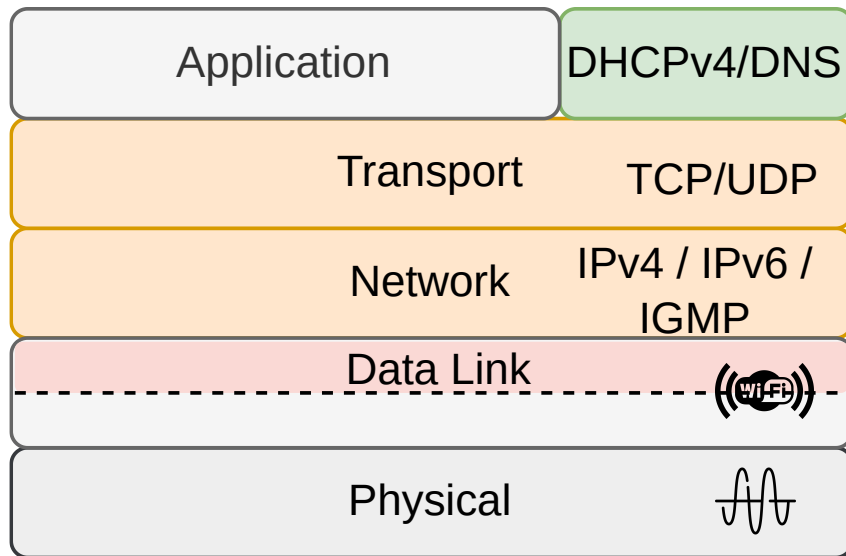 Application
DHCPv4/DNS
Transport
TCP/UDP
Network
IPv4 / IPv6 /
IGMP
Data Link
Wi Fi
Physical